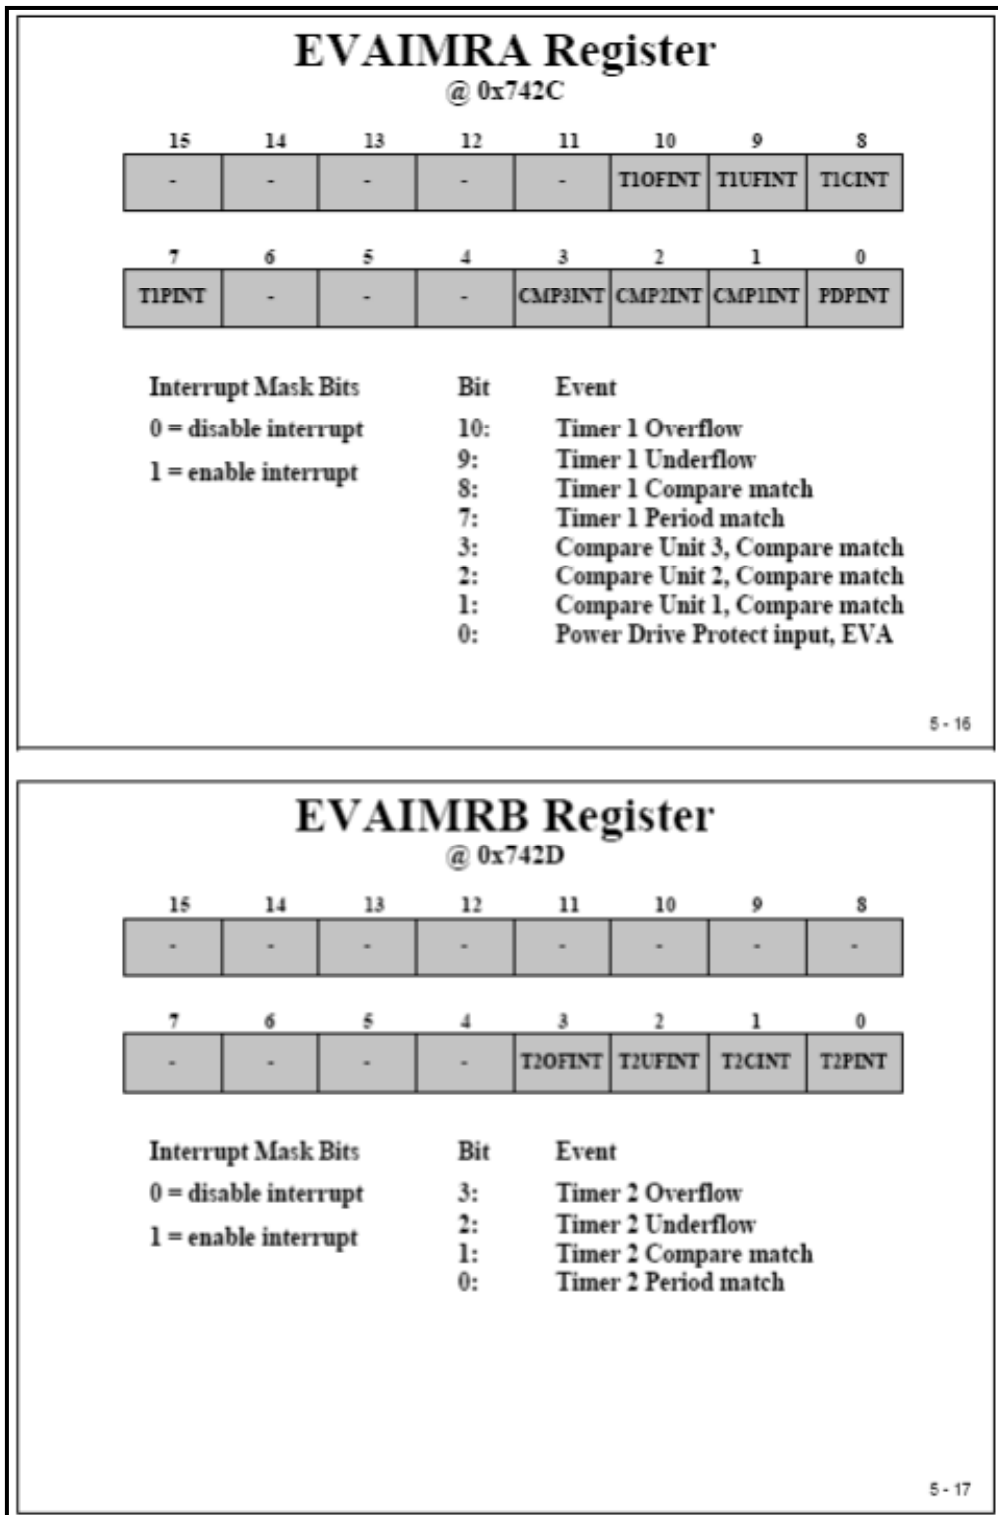 EVAIMRA Register
@ 0x742C
15 14 13 12 11 10 9 8
- - - - - T1OFINT T1UFINT T1CINT
7 6 5 4 3 2 1 0
T1PINT - - - CMP3INT CMP2INT CMP1INT PDPINT
Interrupt Mask Bits Bit Event
0 = disable interrupt 10: Timer 1 Overflow
9: Timer 1 Underflow
1 = enable interrupt 8: Timer 1 Compare match
7: Timer 1 Period match
3: Compare Unit 3, Compare match
2: Compare Unit 2, Compare match
1: Compare Unit 1, Compare match
0: Power Drive Protect input, EVA
5 - 16
EVAIMRB Register
@ 0x742D
15 14 13 12 11 10 9 8
- - - - - - - -
7 6 5 4 3 2 1 0
- - - - T2OFINT T2UFINT T2CINT T2PINT
Interrupt Mask Bits Bit Event
0 = disable interrupt 3: Timer 2 Overflow
2: Timer 2 Underflow
1 = enable interrupt 1: Timer 2 Compare match
0: Timer 2 Period match
5 - 17